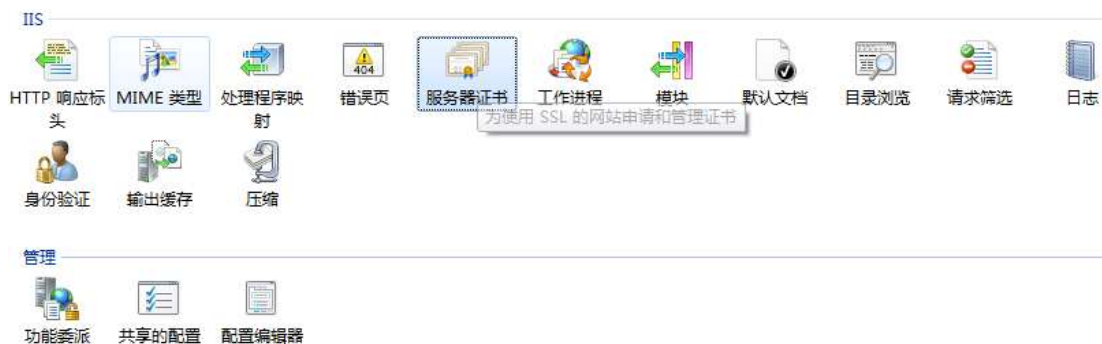 IIS
404
HTTP 响应标头 MIME 类型 处理程序映射 错误页 服务器证书 工作进程 模块 默认文档 目录浏览 请求筛选 日志
为使用 SSL 的网站申请和管理证书
身份验证 输出缓存 压缩
管理
功能委派 共享的配置 配置编辑器